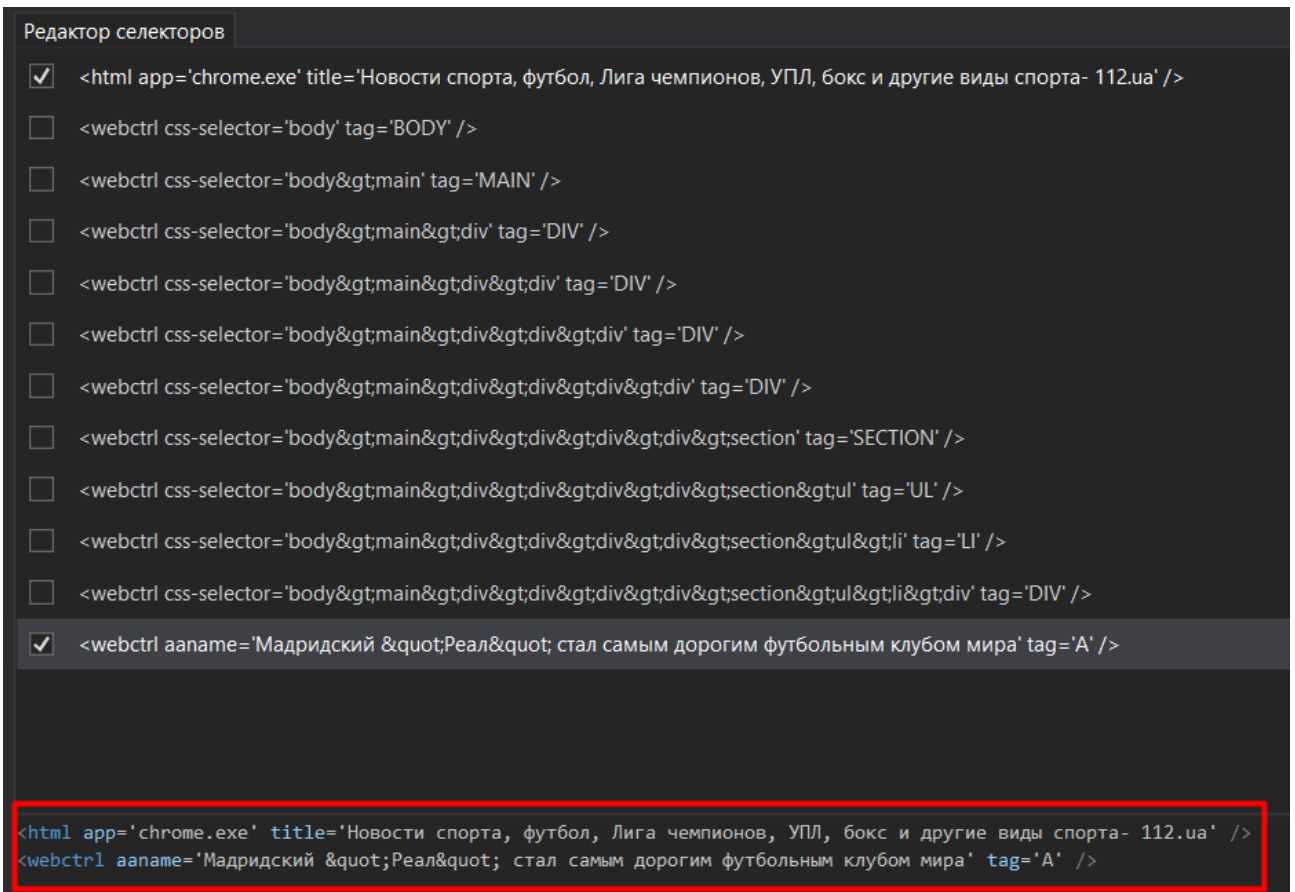 Редактор селекторов
<html app='chrome.exe' title='Новости спорта, футбол, Лига чемпионов, УПЛ, бокс и другие виды спорта- 112.ua' />
<webctrl css-selector='body' tag='BODY' />
<webctrl css-selector='body&gt;main' tag='MAIN' />
<webctrl css-selector='body&gt;main&gt;div' tag='DIV' />
<webctrl css-selector='body&gt;main&gt;div&gt;div' tag='DIV' />
<webctrl css-selector='body&gt;main&gt;div&gt;div&gt;div' tag='DIV' />
<webctrl css-selector='body&gt;main&gt;div&gt;div&gt;div&gt;div' tag='DIV' />
<webctrl css-selector='body&gt;main&gt;div&gt;div&gt;div&gt;div&gt;section' tag='SECTION' />
<webctrl css-selector='body&gt;main&gt;div&gt;div&gt;div&gt;div&gt;section&gt;ul' tag='UL' />
<webctrl css-selector='body&gt;main&gt;div&gt;div&gt;div&gt;div&gt;section&gt;ul&gt;li' tag='LI' />
<webctrl css-selector='body&gt;main&gt;div&gt;div&gt;div&gt;div&gt;section&gt;ul&gt;li&gt;div' tag='DIV' />
<webctrl aaname='Мадридский &quot;Реал&quot; стал самым дорогим футбольным клубом мира' tag='A' />
<html app='chrome.exe' title='Новости спорта, футбол, Лига чемпионов, УПЛ, бокс и другие виды спорта- 112.ua' />
<webctrl aaname='Мадридский &quot;Реал&quot; стал самым дорогим футбольным клубом мира' tag='A' />